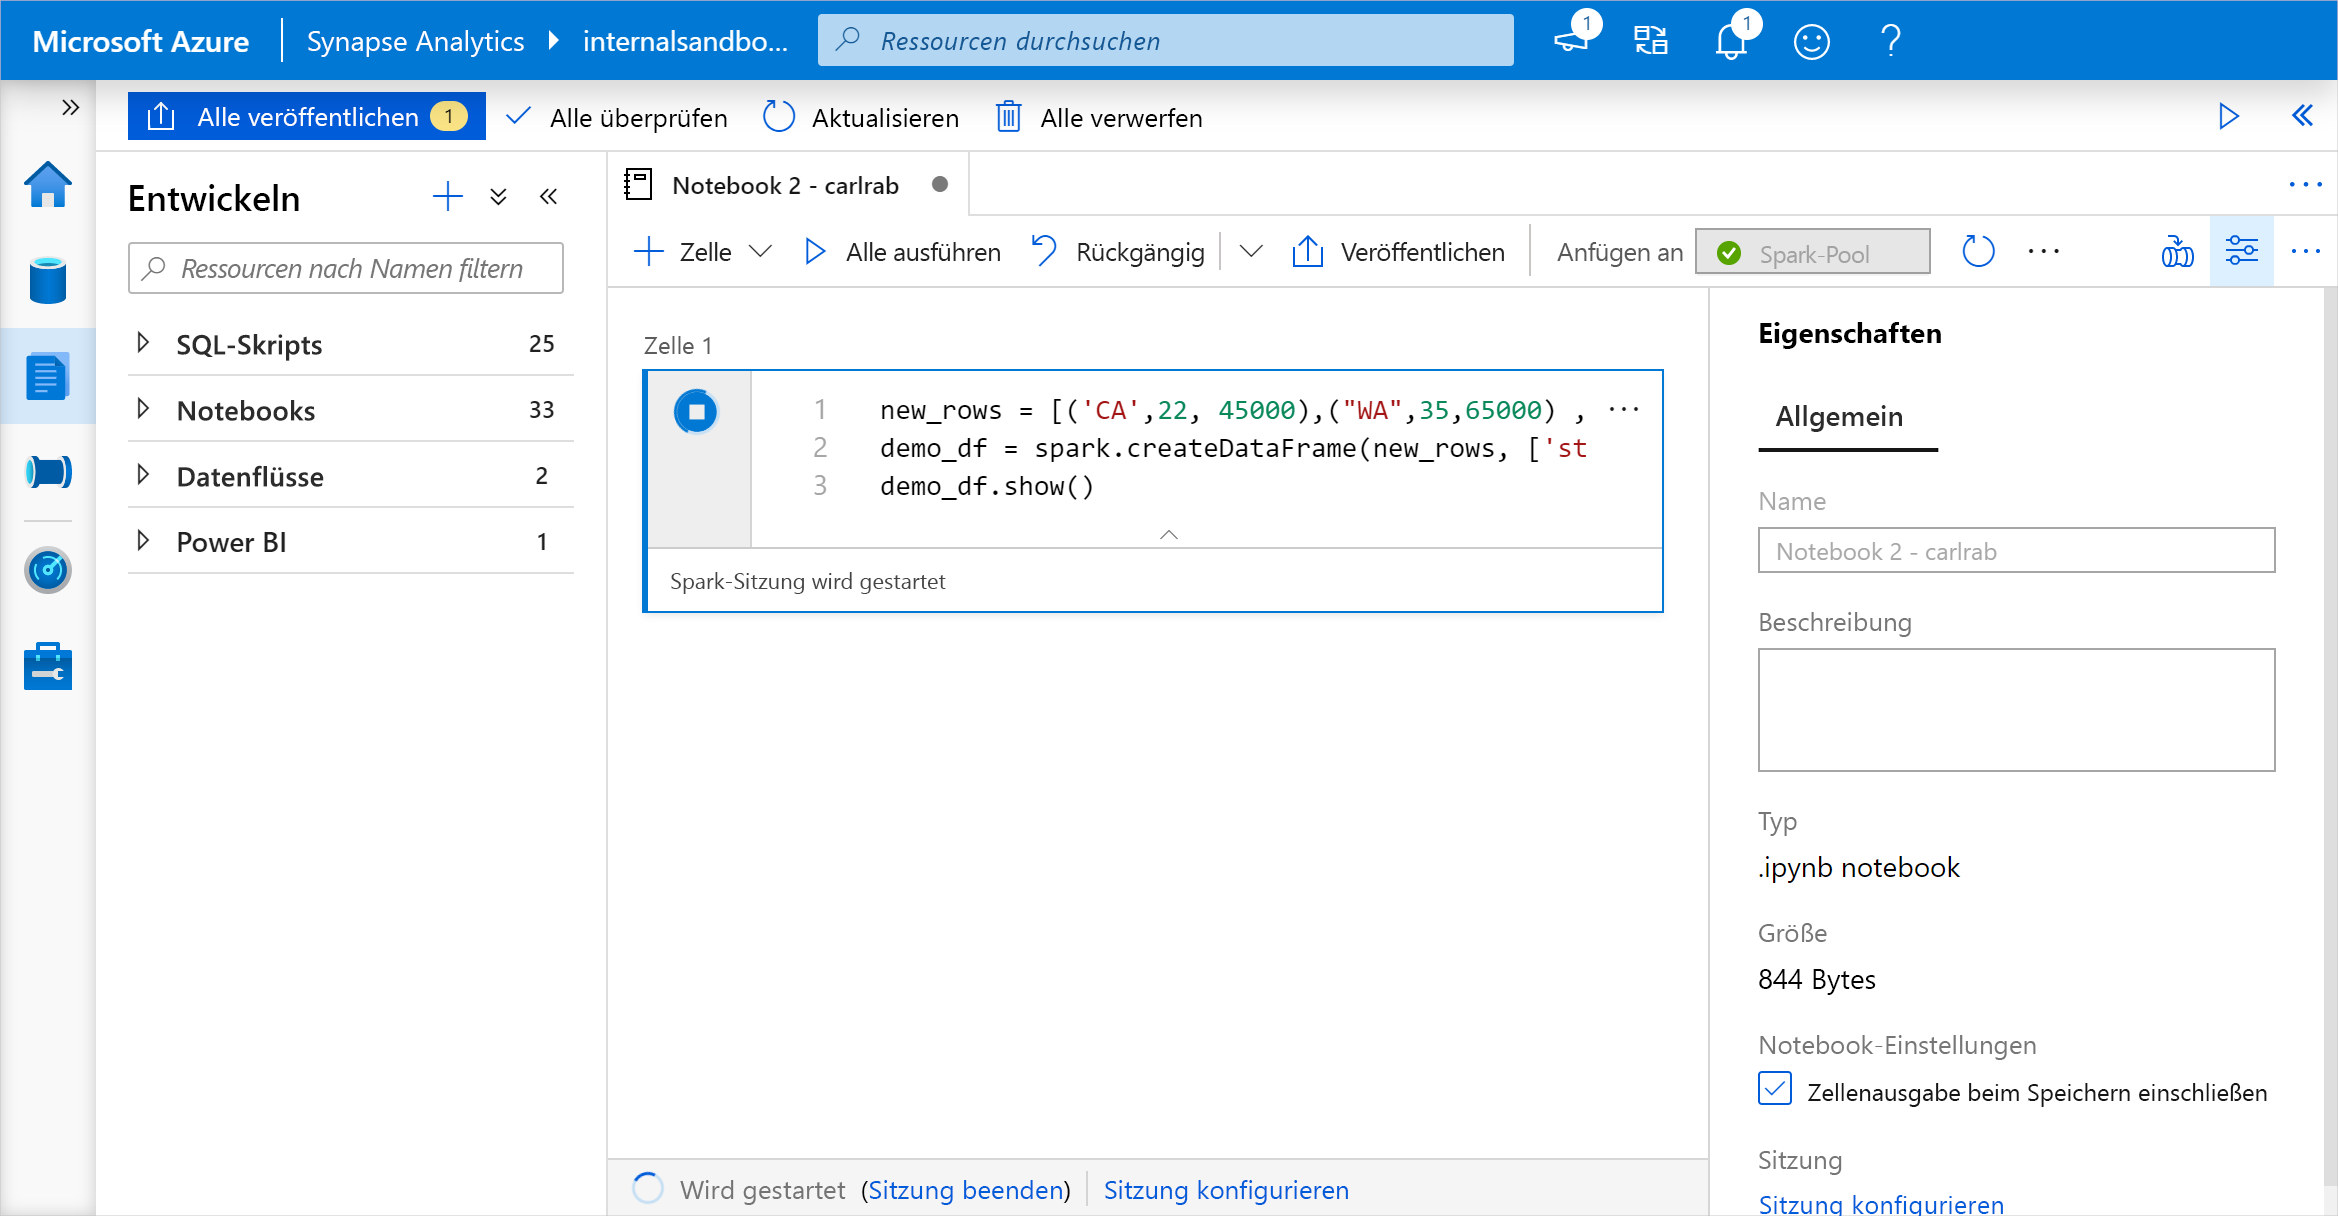 Microsoft Azure
Synapse Analytics
internalsandbo...
Ressourcen durchsuchen
1
1
?
Alle veröffentlichen 1
Alle überprüfen
Aktualisieren
Alle verwerfen
Entwickeln
Ressourcen nach Namen filtern
SQL-Skripts 25
Notebooks 33
Datenflüsse 2
Power BI 1
Notebook 2 - carlrab
Zelle
Alle ausführen
Rückgängig
Veröffentlichen
Anfügen an
Spark-Pool
Zelle 1
1 new_rows = [('CA',22, 45000),("WA",35,65000) ,
2 demo_df = spark.createDataFrame(new_rows, ['st
3 demo_df.show()
Spark-Sitzung wird gestartet
Wird gestartet (Sitzung beenden)
Sitzung konfigurieren
Eigenschaften
Allgemein
Name
Notebook 2 - carlrab
Beschreibung
Typ
.ipynb notebook
Größe
844 Bytes
Notebook-Einstellungen
Zellenausgabe beim Speichern einschließen
Sitzung
Sitzung konfigurieren